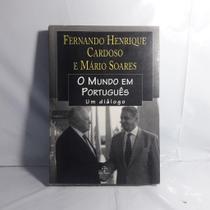 FERNANDO HENRIQUE
CARDOSO E MÁRIO SOARES
O MUNDO EM
PORTUGUÊS
Um diálogo